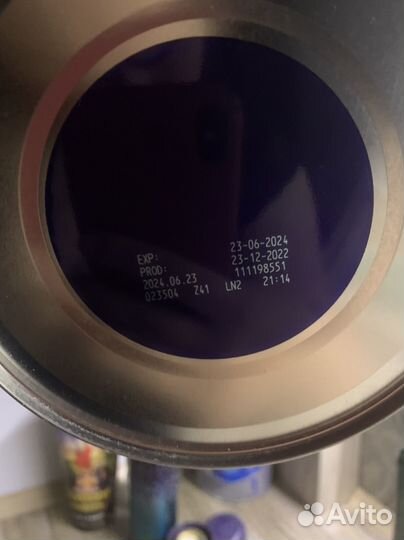 EXP: 23-06-2024
PROD: 23-12-2022
2024.06.23 111198551
023504 Z41 LN2 21:14
Avito